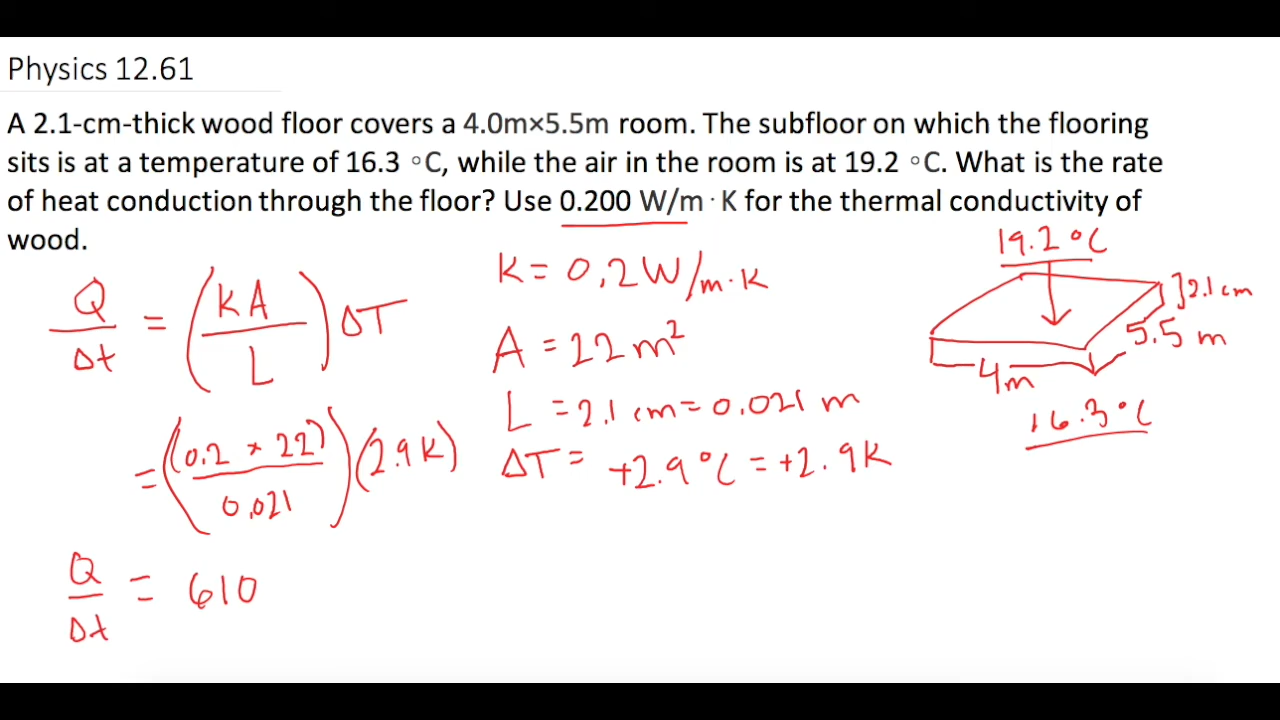 Physics 12.61
A 2.1-cm-thick wood floor covers a 4.0m×5.5m room. The subfloor on which the flooring
sits is at a temperature of 16.3 °C, while the air in the room is at 19.2 °C. What is the rate
of heat conduction through the floor? Use 0.200 W/m·K for the thermal conductivity of
wood.
Q/Δt = (kA/L) ΔT
= ((0.2 × 22)/0.021)(2.9K)
Q/Δt = 610
K = 0.2 W/m·K
A = 22 m²
L = 2.1 cm = 0.021 m
ΔT = +2.9 °C = +2.9K
19.2 °C
2.1 cm
5.5 m
4m
16.3 °C